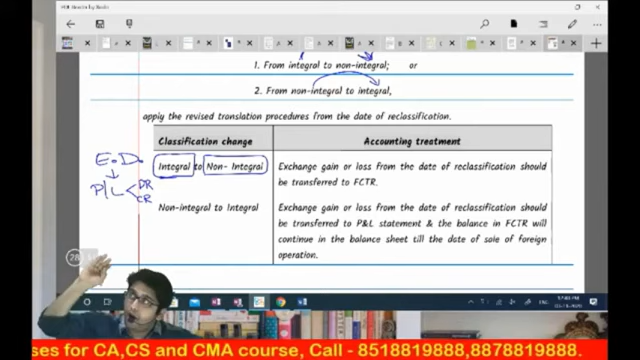 1. From integral to non-integral; or
2. From non-integral to integral,
apply the revised translation procedures from the date of reclassification.
Classification change
Accounting treatment
E.D.
P/L
DR
CR
Integral to Non- Integral
Exchange gain or loss from the date of reclassification should
be transferred to FCTR.
Non-integral to Integral
Exchange gain or loss from the date of reclassification should
be transferred to P&L statement & the balance in FCTR will
continue in the balance sheet till the date of sale of foreign
operation.
ses for CA,CS and CMA course, Call - 8518819888,8878819888.